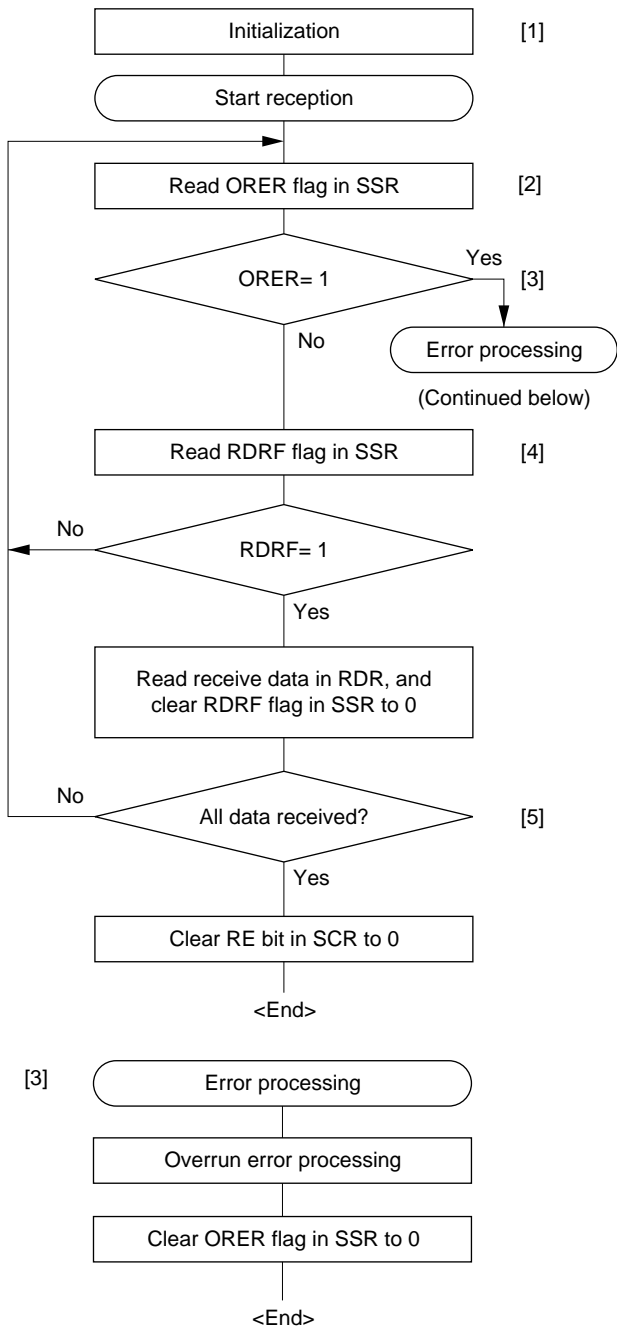 Initialization
[1]
Start reception
Read ORER flag in SSR
[2]
Yes
ORER= 1
[3]
No
Error processing
(Continued below)
Read RDRF flag in SSR
[4]
No
RDRF= 1
Yes
Read receive data in RDR, and
clear RDRF flag in SSR to 0
No
All data received?
[5]
Yes
Clear RE bit in SCR to 0
<End>
[3]
Error processing
Overrun error processing
Clear ORER flag in SSR to 0
<End>